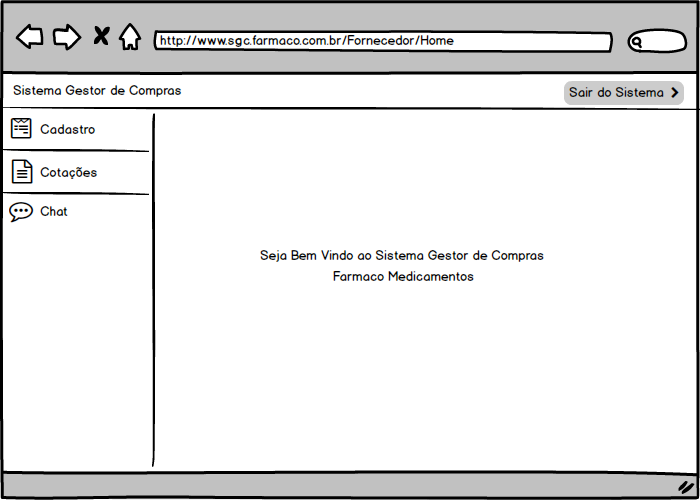 http://www.sgc.farmaco.com.br/Fornecedor/Home
Sistema Gestor de Compras
Sair do Sistema
Cadastro
Cotações
Chat
Seja Bem Vindo ao Sistema Gestor de Compras
Farmaco Medicamentos